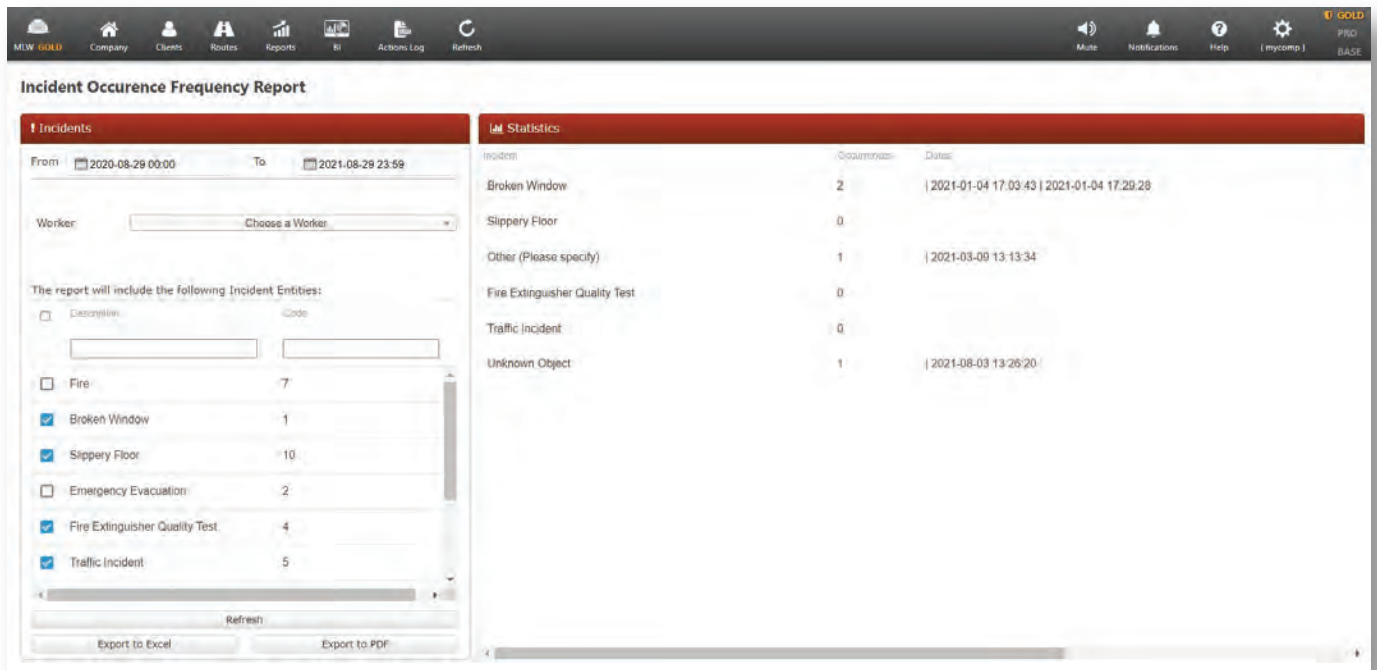 MLW GOLD Company Clients Routes Reports BI Actions Log Refresh Mute Notifications Help ( mycomp ) GOLD
PRO
BASE
Incident Occurence Frequency Report
Incidents
From 2020-08-29 00:00 To 2021-08-29 23:59
Worker Choose a Worker
The report will include the following Incident Entities:
Description Code
Fire 7
Broken Window 1
Slippery Floor 10
Emergency Evacuation 2
Fire Extinguisher Quality Test 4
Traffic Incident 5
Refresh
Export to Excel Export to PDF
Statistics
Incident Occurrences Dates
Broken Window 2 | 2021-01-04 17:03:43 | 2021-01-04 17:29:28
Slippery Floor 0
Other (Please specify) 1 | 2021-03-09 13:13:34
Fire Extinguisher Quality Test 0
Traffic Incident 0
Unknown Object 1 | 2021-08-03 13:26:20